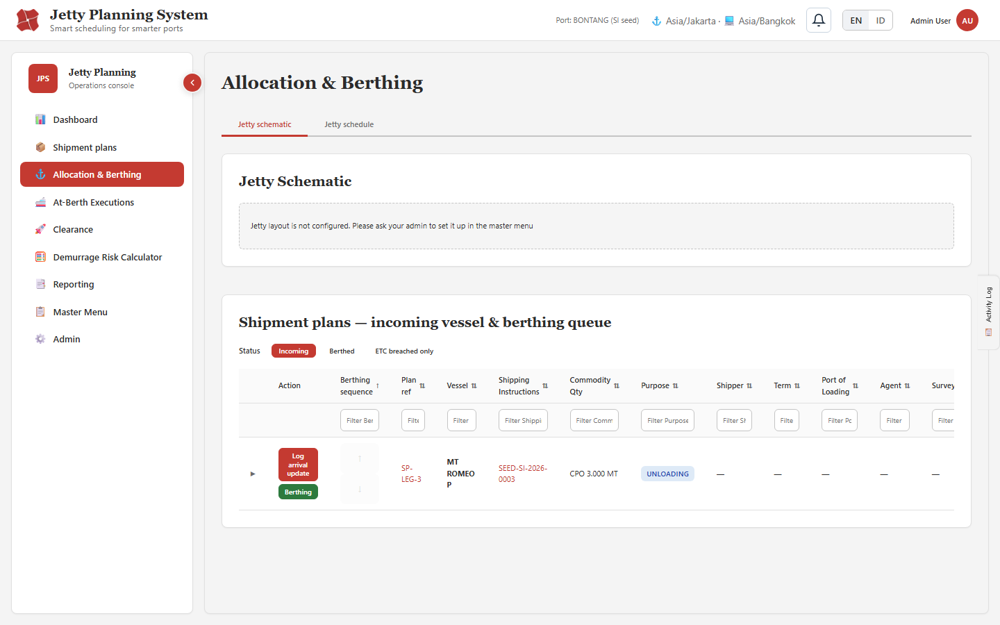 Jetty Planning System
Smart scheduling for smarter ports
Port: BONTANG (SI seed)
Asia/Jakarta ·
Asia/Bangkok
EN
ID
Admin User
AU
JPS
Jetty Planning
Operations console
Dashboard
Shipment plans
Allocation & Berthing
At-Berth Executions
Clearance
Demurrage Risk Calculator
Reporting
Master Menu
Admin
Allocation & Berthing
Jetty schematic
Jetty schedule
Jetty Schematic
Jetty layout is not configured. Please ask your admin to set it up in the master menu
Activity Log
Shipment plans — incoming vessel & berthing queue
Status
Incoming
Berthed
ETC breached only
Action
Berthing sequence ↑
Plan ref ⇅
Vessel ⇅
Shipping Instructions ⇅
Commodity Qty ⇅
Purpose ⇅
Shipper ⇅
Term ⇅
Port of Loading ⇅
Agent ⇅
Survey
Filter Ber
Filte
Filter
Filter Shippi
Filter Comm
Filter Purpose
Filter Sh
Filte
Filter Pc
Filter
Filter
▶
Log arrival update
Berthing
↑
↓
SP-LEG-3
MT ROMEO P
SEED-SI-2026-0003
CPO 3.000 MT
UNLOADING
—
—
—
—
—